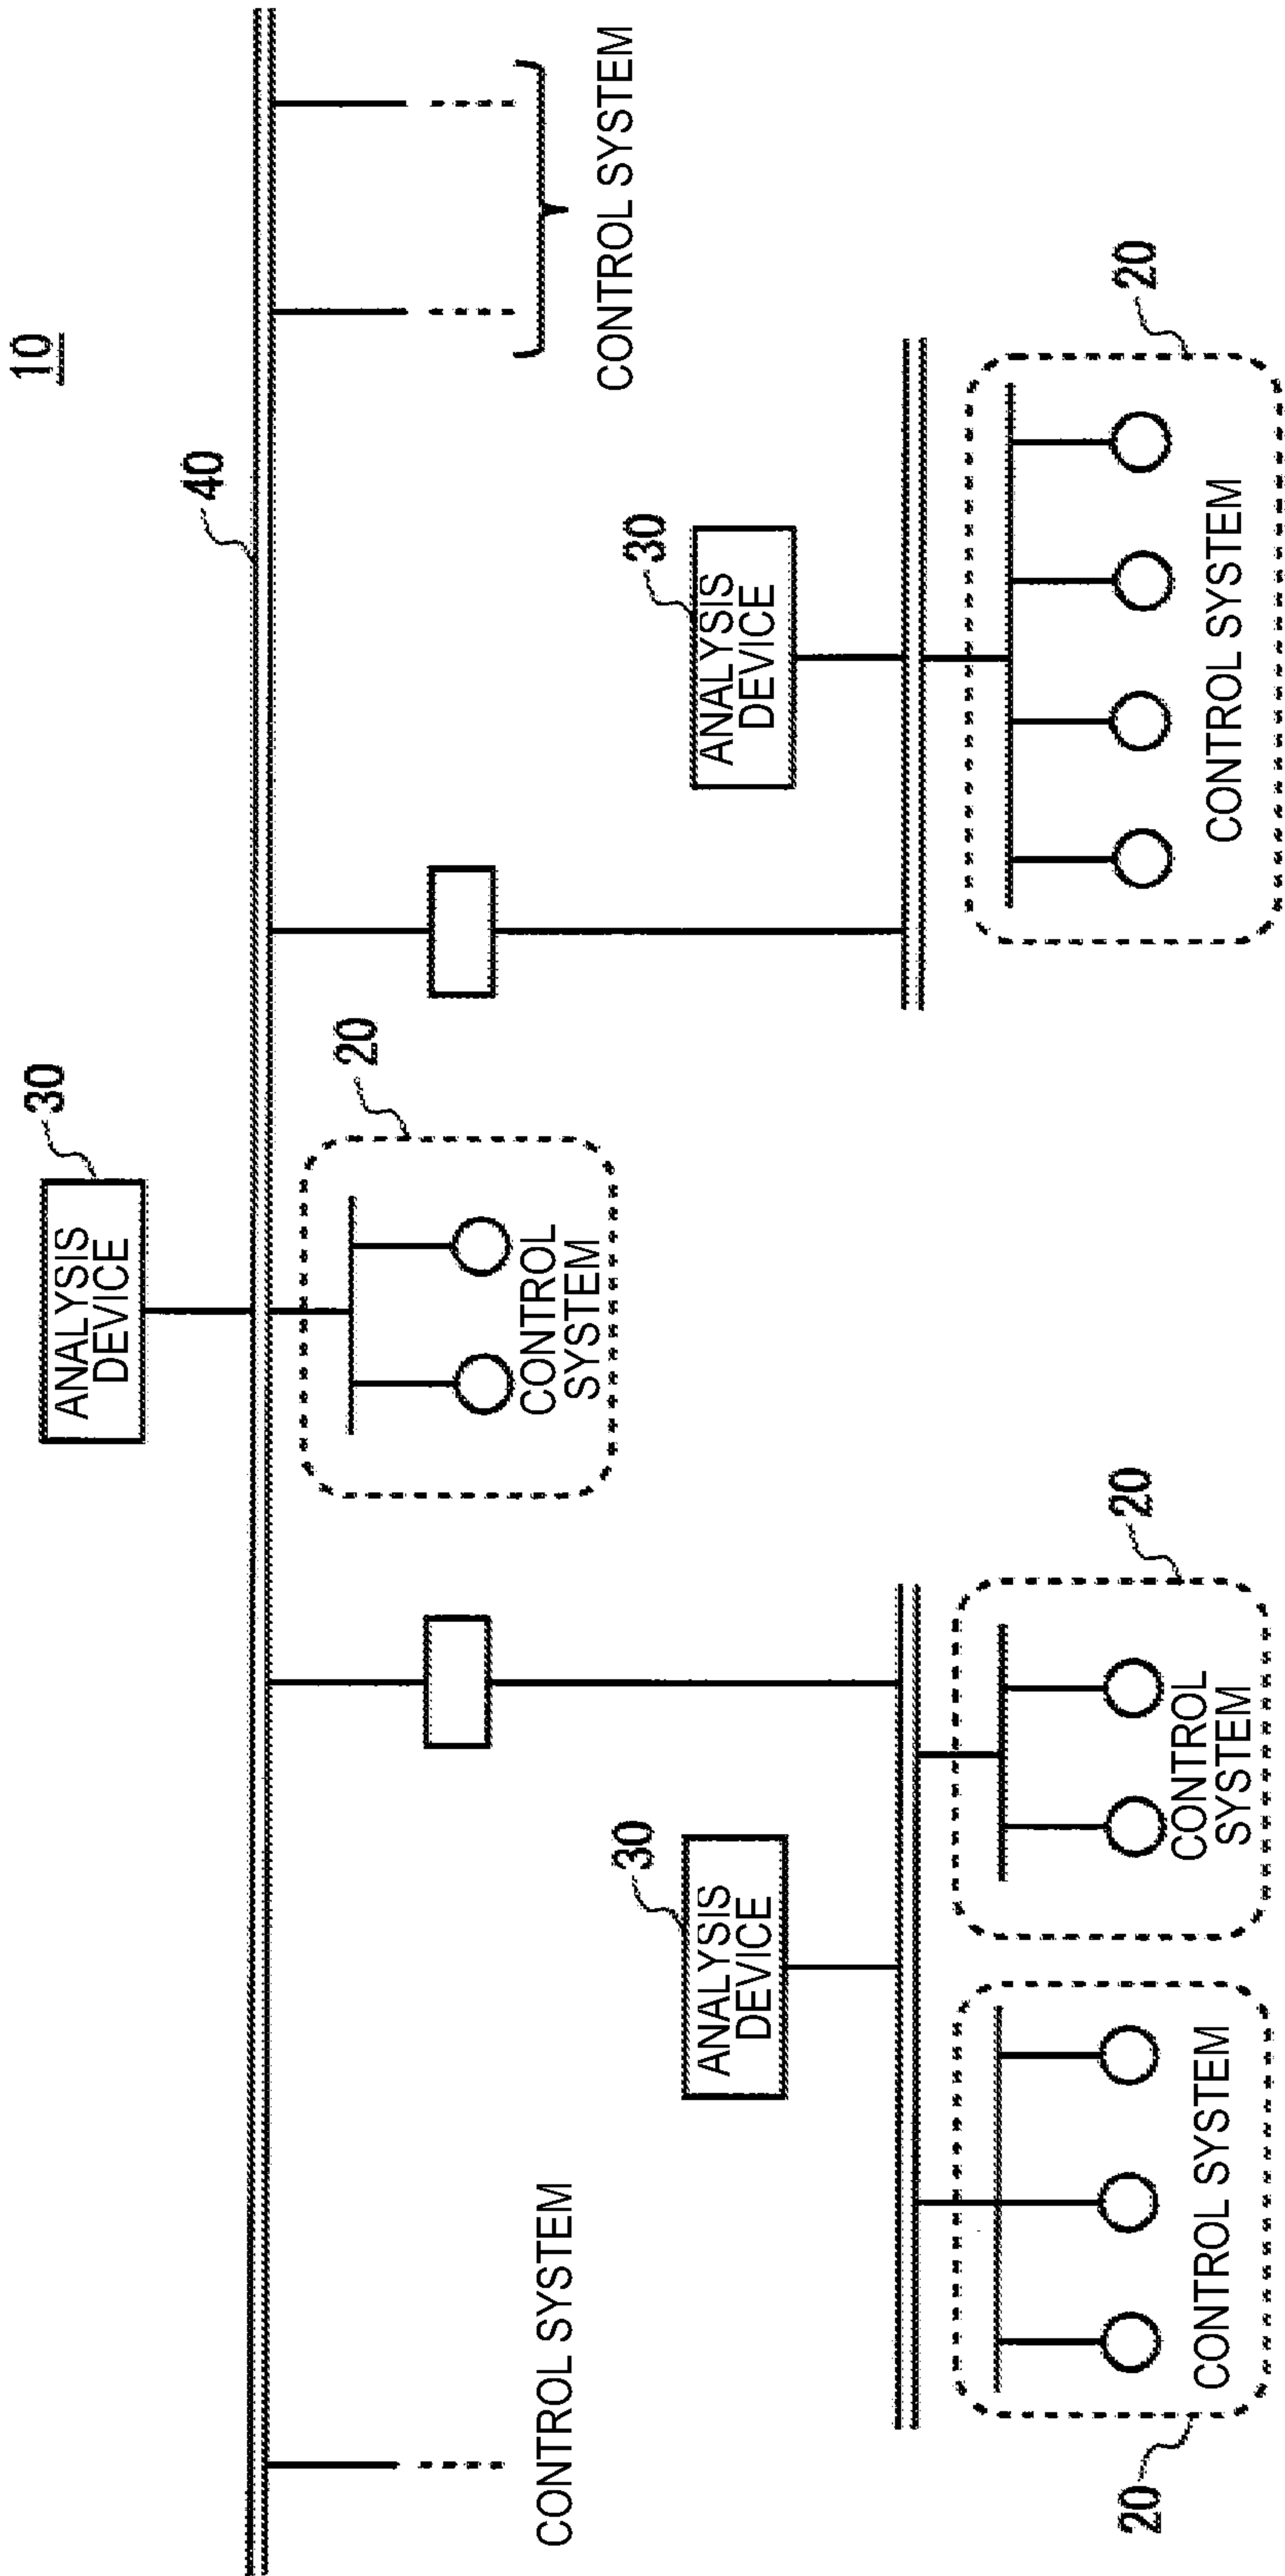 10
30
ANALYSIS
DEVICE
40
20
CONTROL
SYSTEM
CONTROL SYSTEM
CONTROL SYSTEM
30
ANALYSIS
DEVICE
30
ANALYSIS
DEVICE
20
CONTROL SYSTEM
20
CONTROL
SYSTEM
20
CONTROL SYSTEM